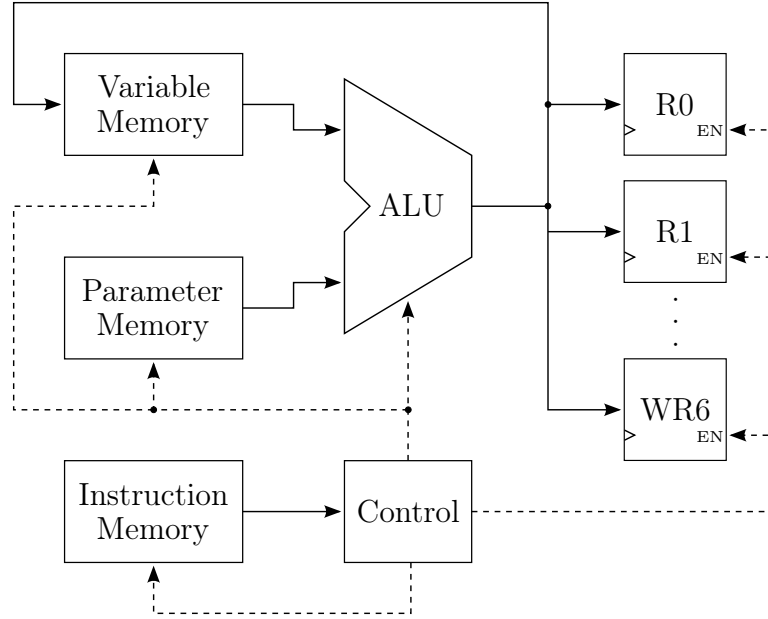 Variable
Memory
R0
EN
ALU
R1
EN
Parameter
Memory
WR6
EN
Instruction
Memory
Control